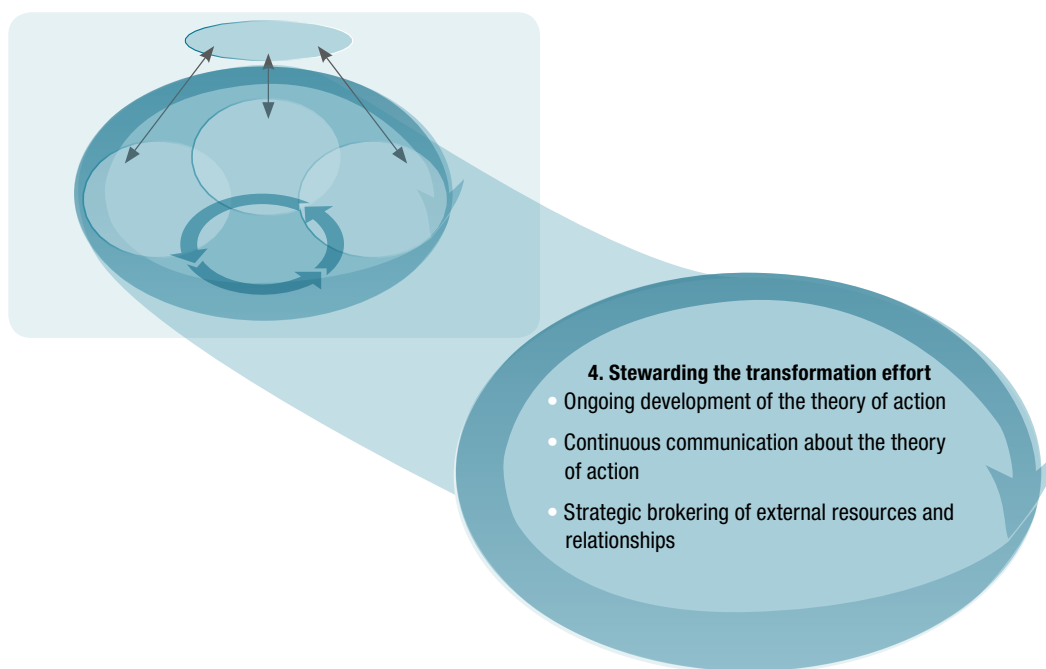 4. Stewarding the transformation effort
• Ongoing development of the theory of action
• Continuous communication about the theory
of action
• Strategic brokering of external resources and
relationships